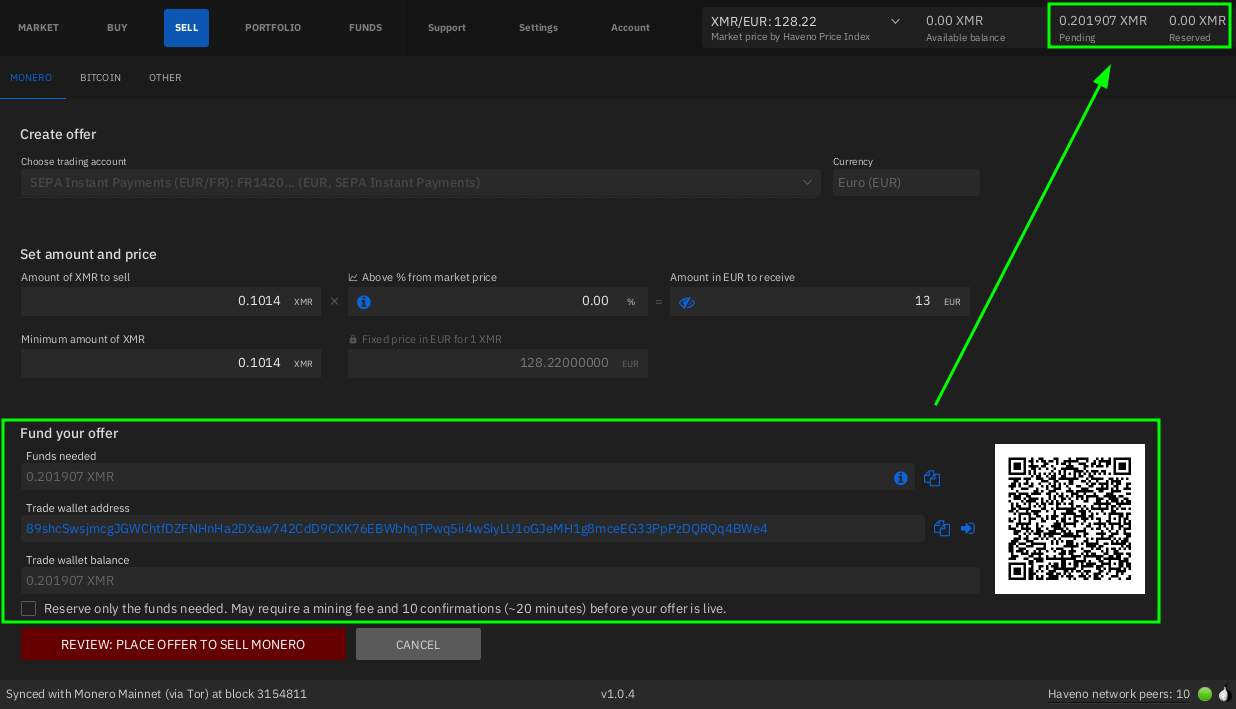 MARKET BUY SELL PORTFOLIO FUNDS Support Settings Account
XMR/EUR: 128.22
Market price by Haveno Price Index
0.00 XMR
Available balance
0.201907 XMR
Pending
0.00 XMR
Reserved
MONERO BITCOIN OTHER
Create offer
Choose trading account
SEPA Instant Payments (EUR/FR): FR1420... (EUR, SEPA Instant Payments)
Currency
Euro (EUR)
Set amount and price
Amount of XMR to sell
0.1014 XMR
×
Above % from market price
0.00 %
=
Amount in EUR to receive
13 EUR
Minimum amount of XMR
0.1014 XMR
Fixed price in EUR for 1 XMR
128.22000000 EUR
Fund your offer
Funds needed
0.201907 XMR
Trade wallet address
89shcSwsjmcgJGWChtfDZFNHnHa2DXaw742CdD9CXK76EBWbhqTPwq5ii4wSiyLU1oGJeMH1g8mceEG33PpPzDQRQq4BWe4
Trade wallet balance
0.201907 XMR
Reserve only the funds needed. May require a mining fee and 10 confirmations (~20 minutes) before your offer is live.
REVIEW: PLACE OFFER TO SELL MONERO
CANCEL
Synced with Monero Mainnet (via Tor) at block 3154811
v1.0.4
Haveno network peers: 10